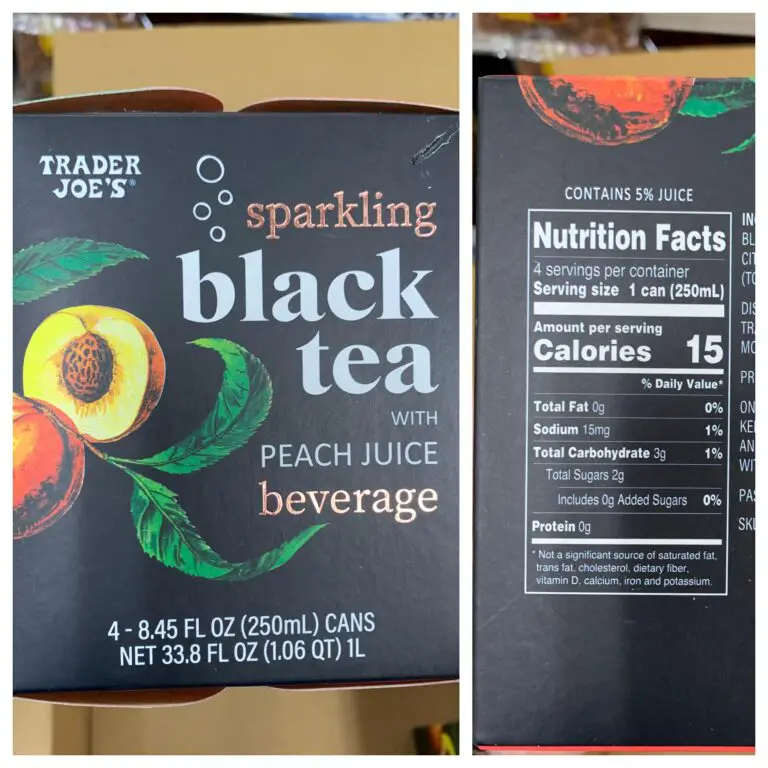 TRADER
JOE'S®
sparkling
black
tea
WITH
PEACH JUICE
beverage
4 - 8.45 FL OZ (250mL) CANS
NET 33.8 FL OZ (1.06 QT) 1L
CONTAINS 5% JUICE
Nutrition Facts
4 servings per container
Serving size 1 can (250mL)
Amount per serving
Calories 15
% Daily Value*
Total Fat 0g 0%
Sodium 15mg 1%
Total Carbohydrate 3g 1%
Total Sugars 2g
Includes 0g Added Sugars 0%
Protein 0g
* Not a significant source of saturated fat,
trans fat, cholesterol, dietary fiber,
vitamin D, calcium, iron and potassium.